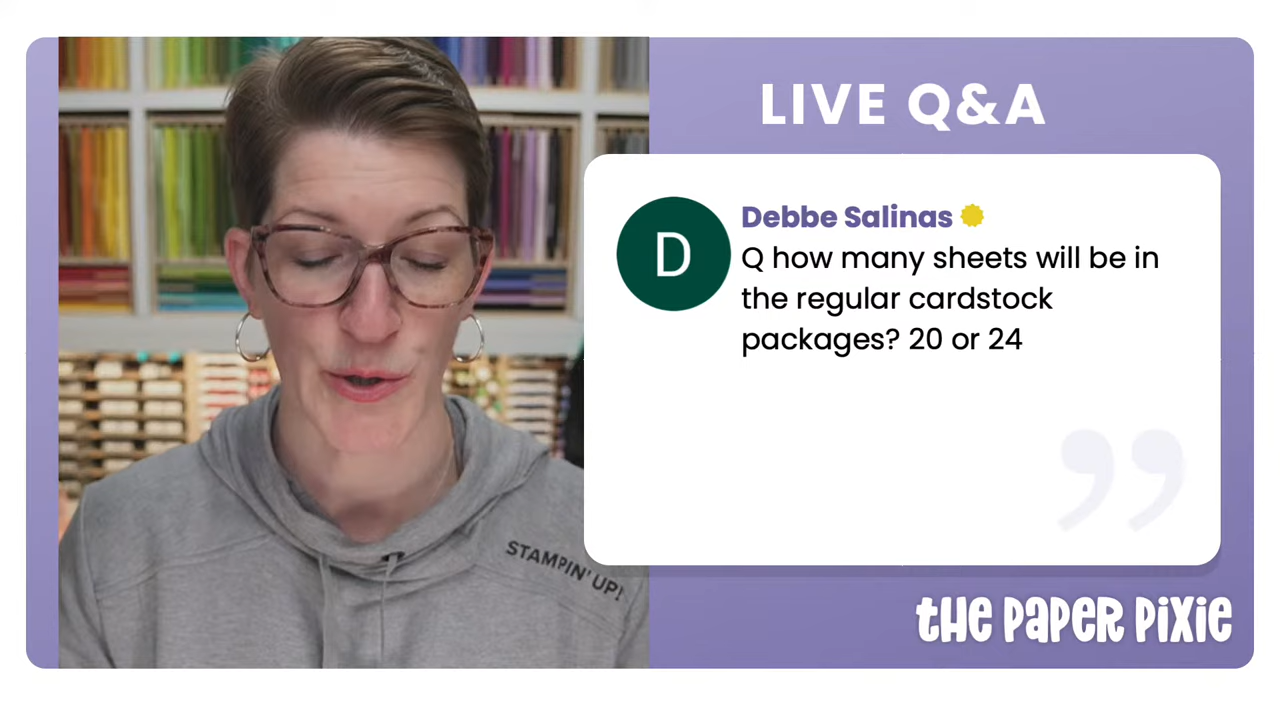 LIVE Q&A
D
Debbe Salinas
Q how many sheets will be in
the regular cardstock
packages? 20 or 24
STAMPIN' UP!
the PAPER PiXiE